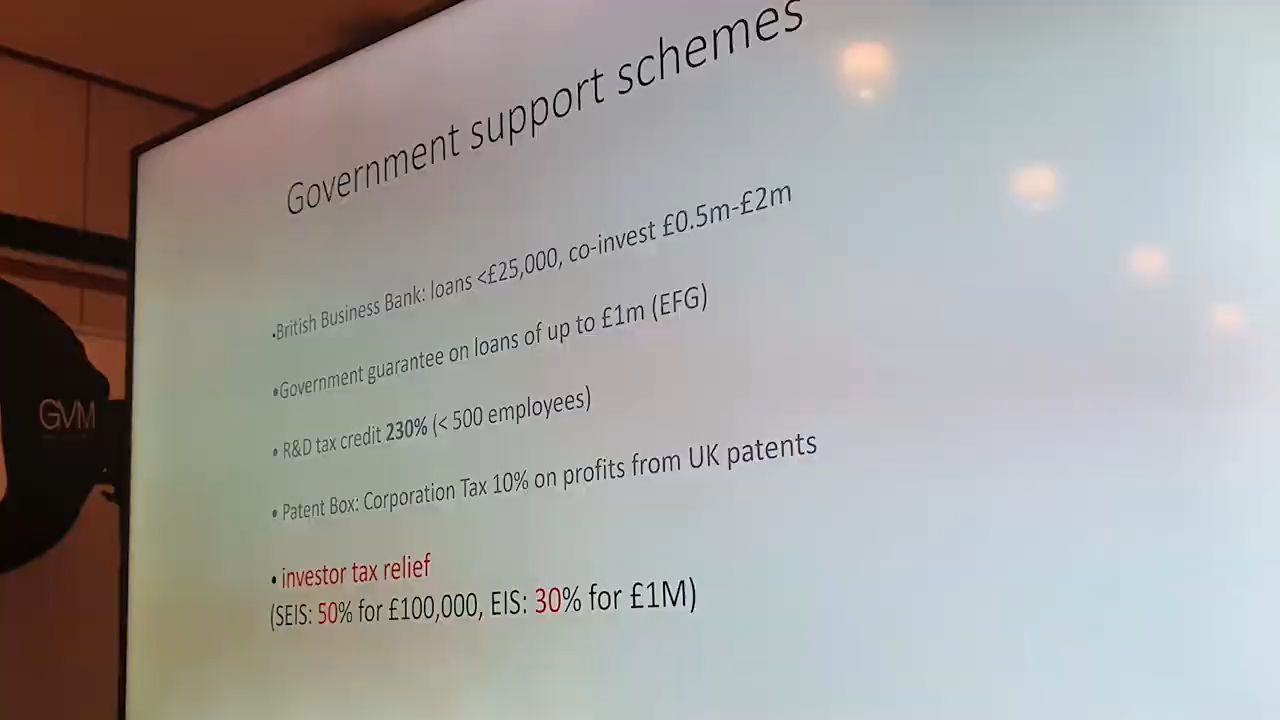 Government support schemes
•British Business Bank: loans <£25,000, co-invest £0.5m-£2m
•Government guarantee on loans of up to £1m (EFG)
• R&D tax credit 230% (< 500 employees)
• Patent Box: Corporation Tax 10% on profits from UK patents
• investor tax relief
(SEIS: 50% for £100,000, EIS: 30% for £1M)
GVM